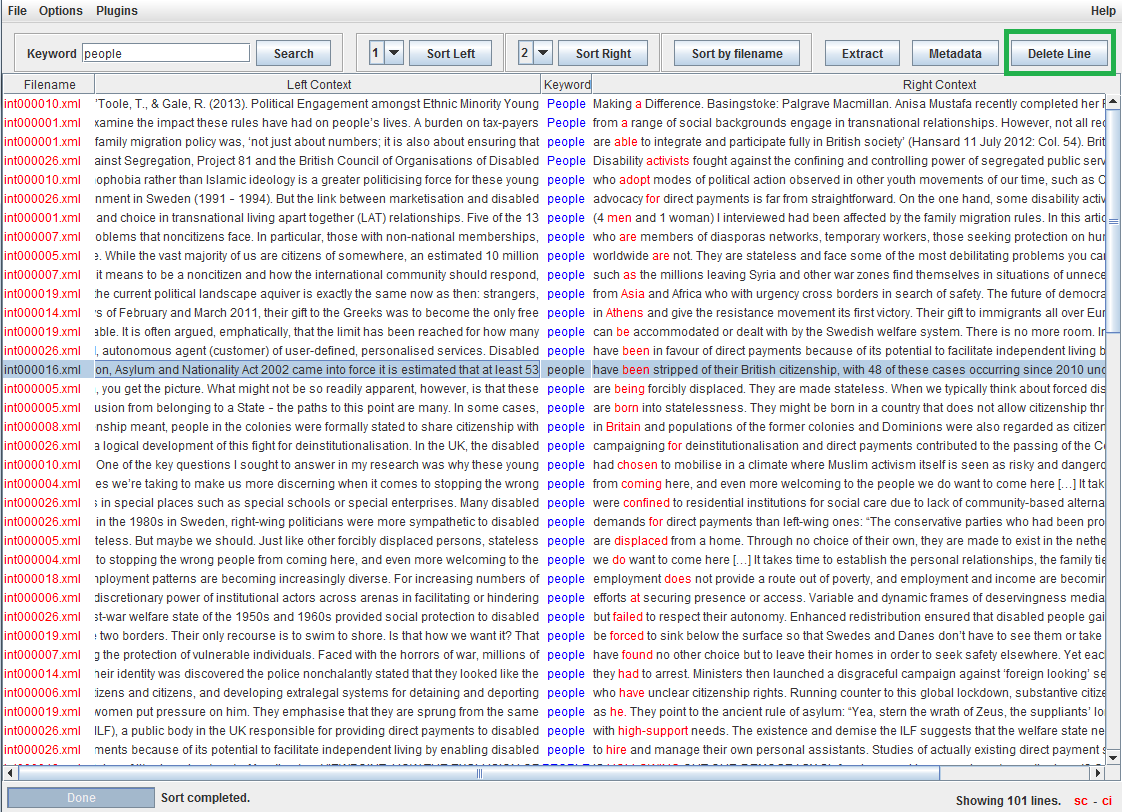 File Options Plugins Help
Keyword people Search 1 Sort Left 2 Sort Right Sort by filename Extract Metadata Delete Line
Filename Left Context Keyword Right Context
int000010.xml 'Toole, T., & Gale, R. (2013). Political Engagement amongst Ethnic Minority Young People Making a Difference. Basingstoke: Palgrave Macmillan. Anisa Mustafa recently completed her
int000001.xml examine the impact these rules have had on people's lives. A burden on tax-payers People from a range of social backgrounds engage in transnational relationships. However, not all
int000001.xml family migration policy was, 'not just about numbers; it is also about ensuring that people are able to integrate and participate fully in British society' (Hansard 11 July 2012: Col. 54).
int000026.xml ainst Segregation, Project 81 and the British Council of Organisations of Disabled People Disability activists fought against the confining and controlling power of segregated public
int000010.xml ophobia rather than Islamic ideology is a greater politicising force for these young people who adopt modes of political action observed in other youth movements of our time, such as
int000026.xml nment in Sweden (1991 - 1994). But the link between marketisation and disabled people advocacy for direct payments is far from straightforward. On the one hand, some disability
int000001.xml and choice in transnational living apart together (LAT) relationships. Five of the 13 people (4 men and 1 woman) I interviewed had been affected by the family migration rules. In this
int000007.xml oblems that noncitizens face. In particular, those with non-national memberships, people who are members of diasporas networks, temporary workers, those seeking protection on
int000005.xml . While the vast majority of us are citizens of somewhere, an estimated 10 million people worldwide are not. They are stateless and face some of the most debilitating problems you
int000007.xml it means to be a noncitizen and how the international community should respond, people such as the millions leaving Syria and other war zones find themselves in situations of
int000019.xml the current political landscape aquiver is exactly the same now as then: strangers, people from Asia and Africa who with urgency cross borders in search of safety. The future of
int000014.xml s of February and March 2011, their gift to the Greeks was to become the only free people in Athens and give the resistance movement its first victory. Their gift to immigrants all over
int000019.xml able. It is often argued, emphatically, that the limit has been reached for how many people can be accommodated or dealt with by the Swedish welfare system. There is no more room.
int000026.xml , autonomous agent (customer) of user-defined, personalised services. Disabled people have been in favour of direct payments because of its potential to facilitate independent
int000016.xml on, Asylum and Nationality Act 2002 came into force it is estimated that at least 53 people have been stripped of their British citizenship, with 48 of these cases occurring since 2010
int000005.xml , you get the picture. What might not be so readily apparent, however, is that these people are being forcibly displaced. They are made stateless. When we typically think about forced
int000005.xml usion from belonging to a State - the paths to this point are many. In some cases, people are born into statelessness. They might be born in a country that does not allow citizenship
int000008.xml nship meant, people in the colonies were formally stated to share citizenship with people in Britain and populations of the former colonies and Dominions were also regarded as
int000026.xml a logical development of this fight for deinstitutionalisation. In the UK, the disabled people campaigning for deinstitutionalisation and direct payments contributed to the passing of the
int000010.xml One of the key questions I sought to answer in my research was why these young people had chosen to mobilise in a climate where Muslim activism itself is seen as risky and
int000004.xml es we're taking to make us more discerning when it comes to stopping the wrong people from coming here, and even more welcoming to the people we do want to come here [...] It
int000026.xml s in special places such as special schools or special enterprises. Many disabled people were confined to residential institutions for social care due to lack of community-based
int000026.xml in the 1980s in Sweden, right-wing politicians were more sympathetic to disabled people demands for direct payments than left-wing ones: "The conservative parties who had been
int000005.xml teless. But maybe we should. Just like other forcibly displaced persons, stateless people are displaced from a home. Through no choice of their own, they are made to exist in the
int000004.xml to stopping the wrong people from coming here, and even more welcoming to the people we do want to come here [...] It takes time to establish the personal relationships, the family
int000018.xml nployment patterns are becoming increasingly diverse. For increasing numbers of people employment does not provide a route out of poverty, and employment and income are
int000006.xml discretionary power of institutional actors across arenas in facilitating or hindering people efforts at securing presence or access. Variable and dynamic frames of deservingness
int000026.xml st-war welfare state of the 1950s and 1960s provided social protection to disabled people but failed to respect their autonomy. Enhanced redistribution ensured that disabled people
int000019.xml two borders. Their only recourse is to swim to shore. Is that how we want it? That people be forced to sink below the surface so that Swedes and Danes don't have to see them or take
int000007.xml g the protection of vulnerable individuals. Faced with the horrors of war, millions of people have found no other choice but to leave their homes in order to seek safety elsewhere. Yet
int000014.xml heir identity was discovered the police nonchalantly stated that they looked like the people they had to arrest. Ministers then launched a disgraceful campaign against 'foreign looking'
int000006.xml tizens and citizens, and developing extralegal systems for detaining and deporting people who have unclear citizenship rights. Running counter to this global lockdown, substantive
int000019.xml women put pressure on him. They emphasise that they are sprung from the same people as he. They point to the ancient rule of asylum: "Yea, stern the wrath of Zeus, the suppliants'
int000026.xml ILF), a public body in the UK responsible for providing direct payments to disabled people with high-support needs. The existence and demise the ILF suggests that the welfare state
int000026.xml ments because of its potential to facilitate independent living by enabling disabled people to hire and manage their own personal assistants. Studies of actually existing direct payment
Done Sort completed. Showing 101 lines. sc - ci